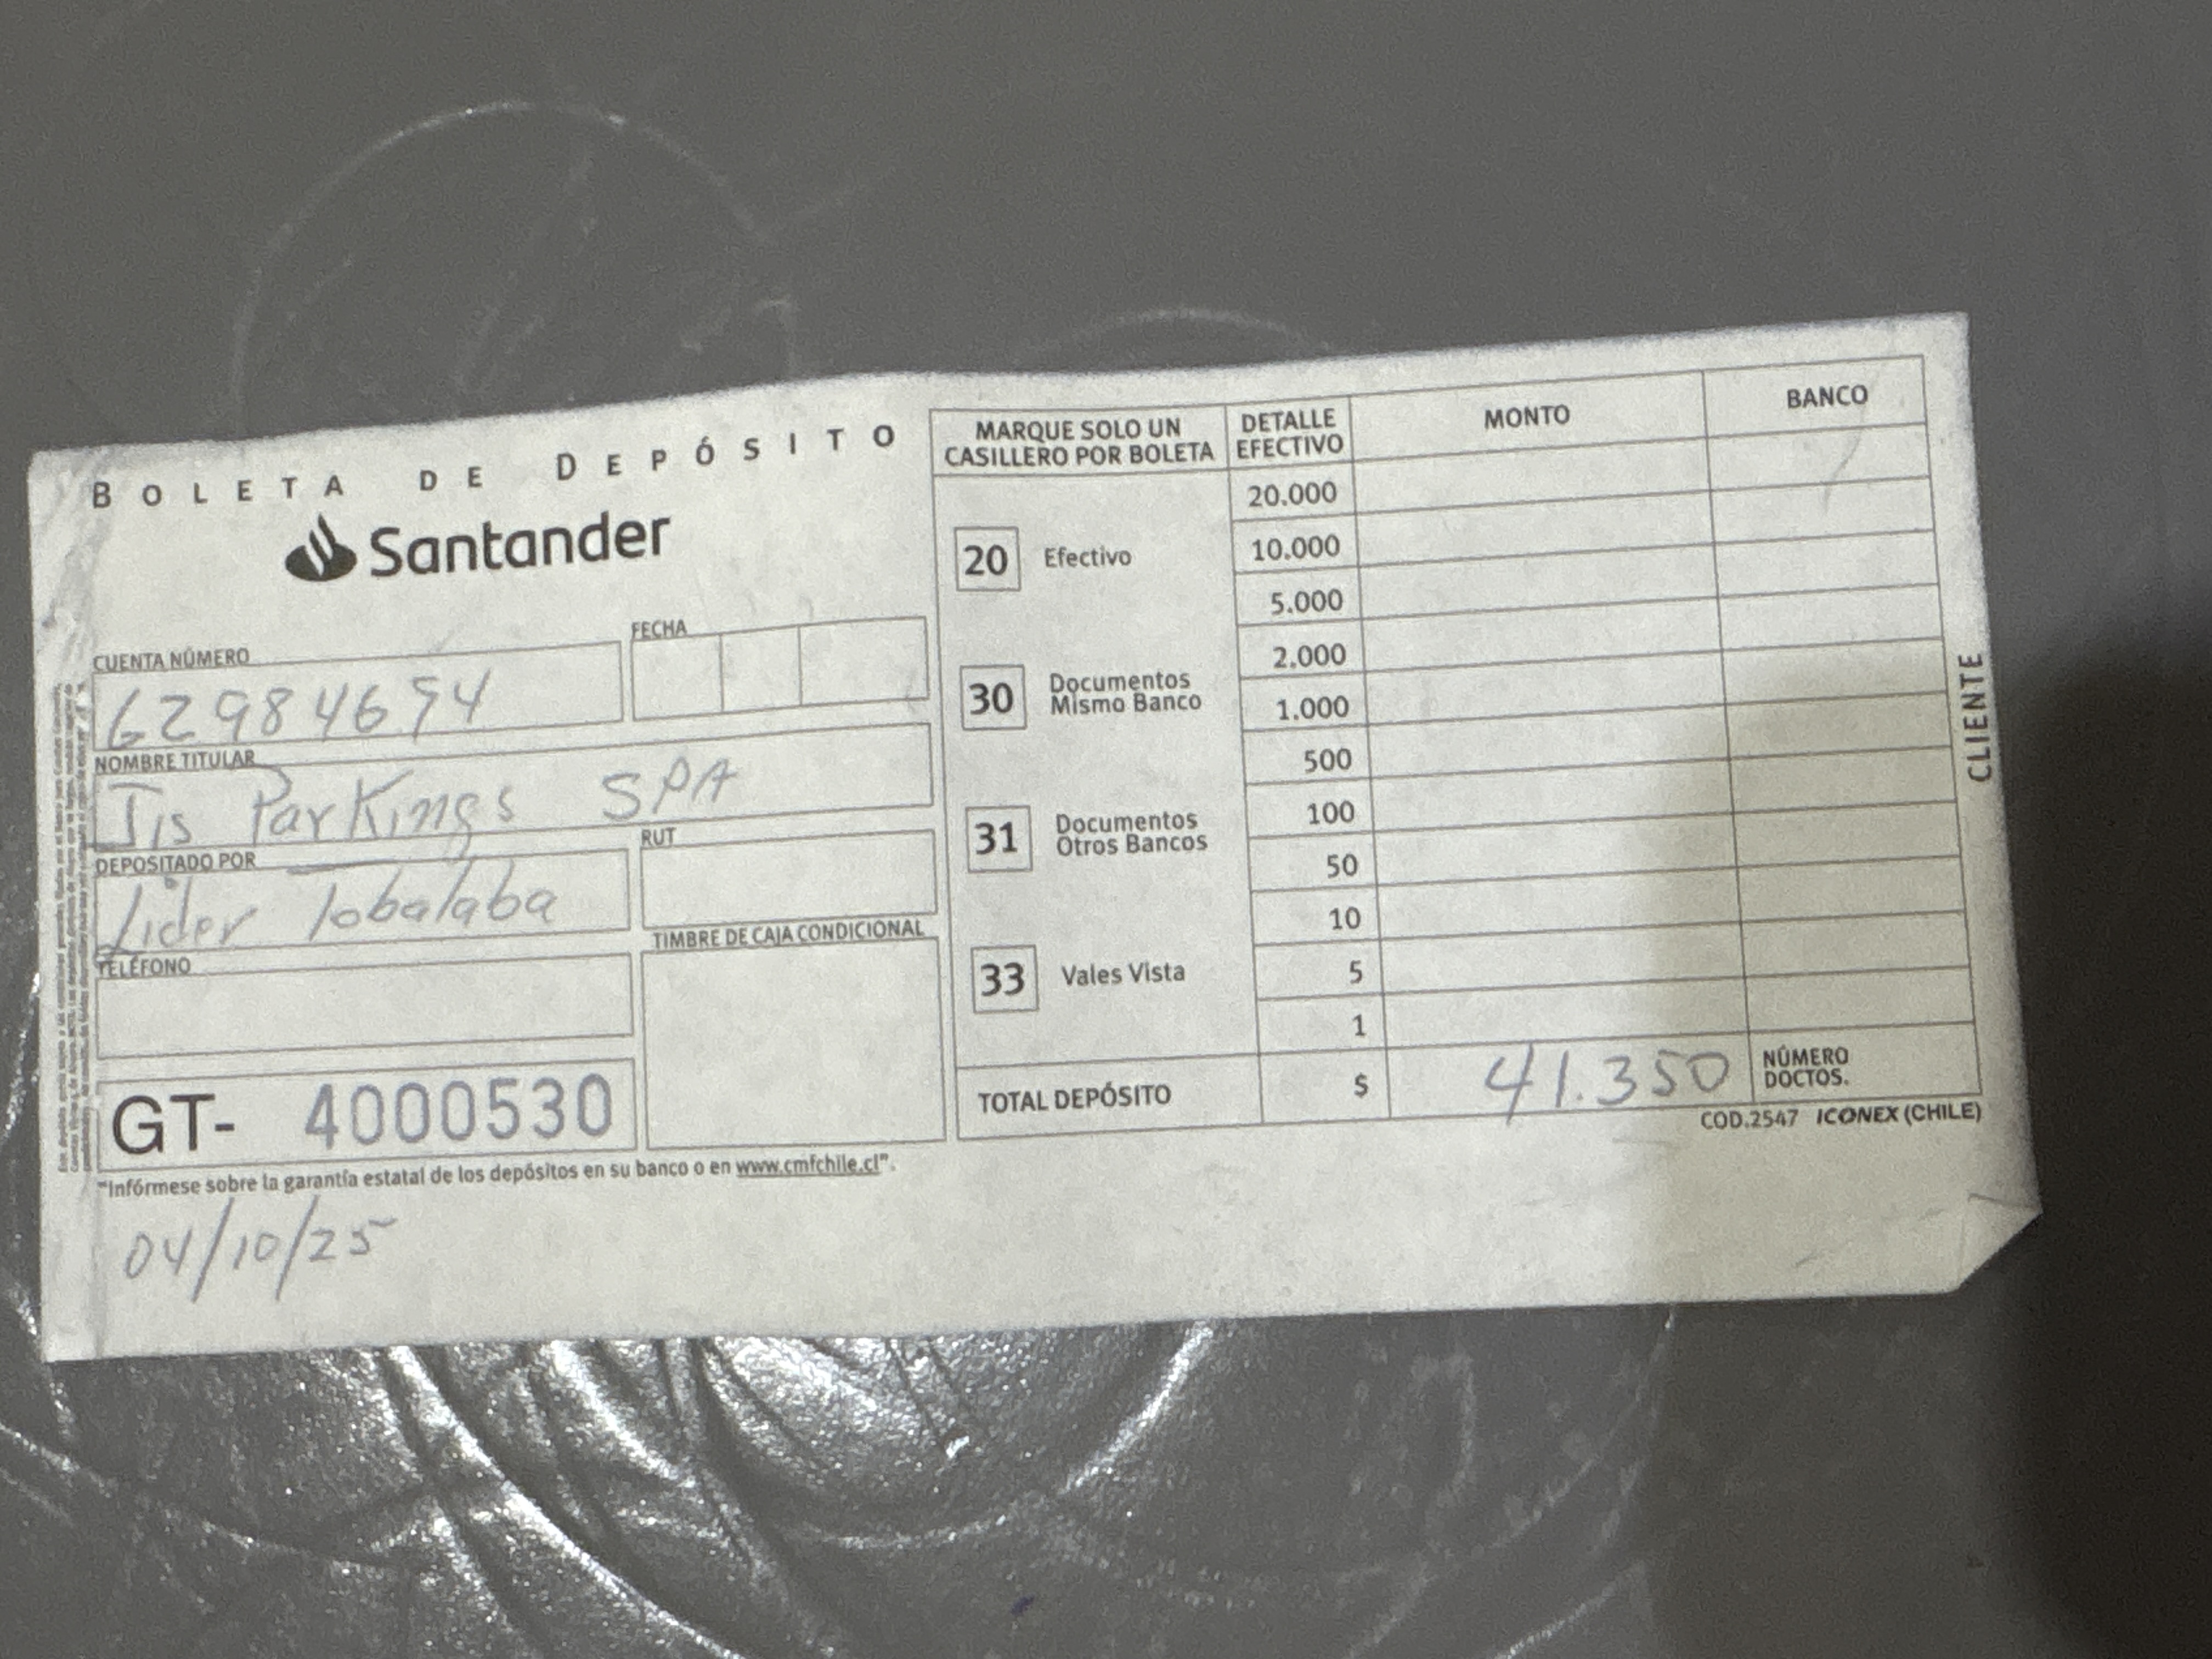 BOLETA DE DEPÓSITO
Santander
CUENTA NÚMERO
62984694
FECHA
NOMBRE TITULAR
Jis Parkings SPA
DEPOSITADO POR
Lider Tobalaba
RUT
TELÉFONO
TIMBRE DE CAJA CONDICIONAL
GT- 4000530
"Infórmese sobre la garantía estatal de los depósitos en su banco o en www.cmfchile.cl".
04/10/25
MARQUE SOLO UN
CASILLERO POR BOLETA
20 Efectivo
30 Documentos
Mismo Banco
31 Documentos
Otros Bancos
33 Vales Vista
DETALLE
EFECTIVO
MONTO
BANCO
20.000
10.000
5.000
2.000
1.000
500
100
50
10
5
1
TOTAL DEPÓSITO $ 41.350
NÚMERO
DOCTOS.
COD.2547 ICONEX (CHILE)
CLIENTE